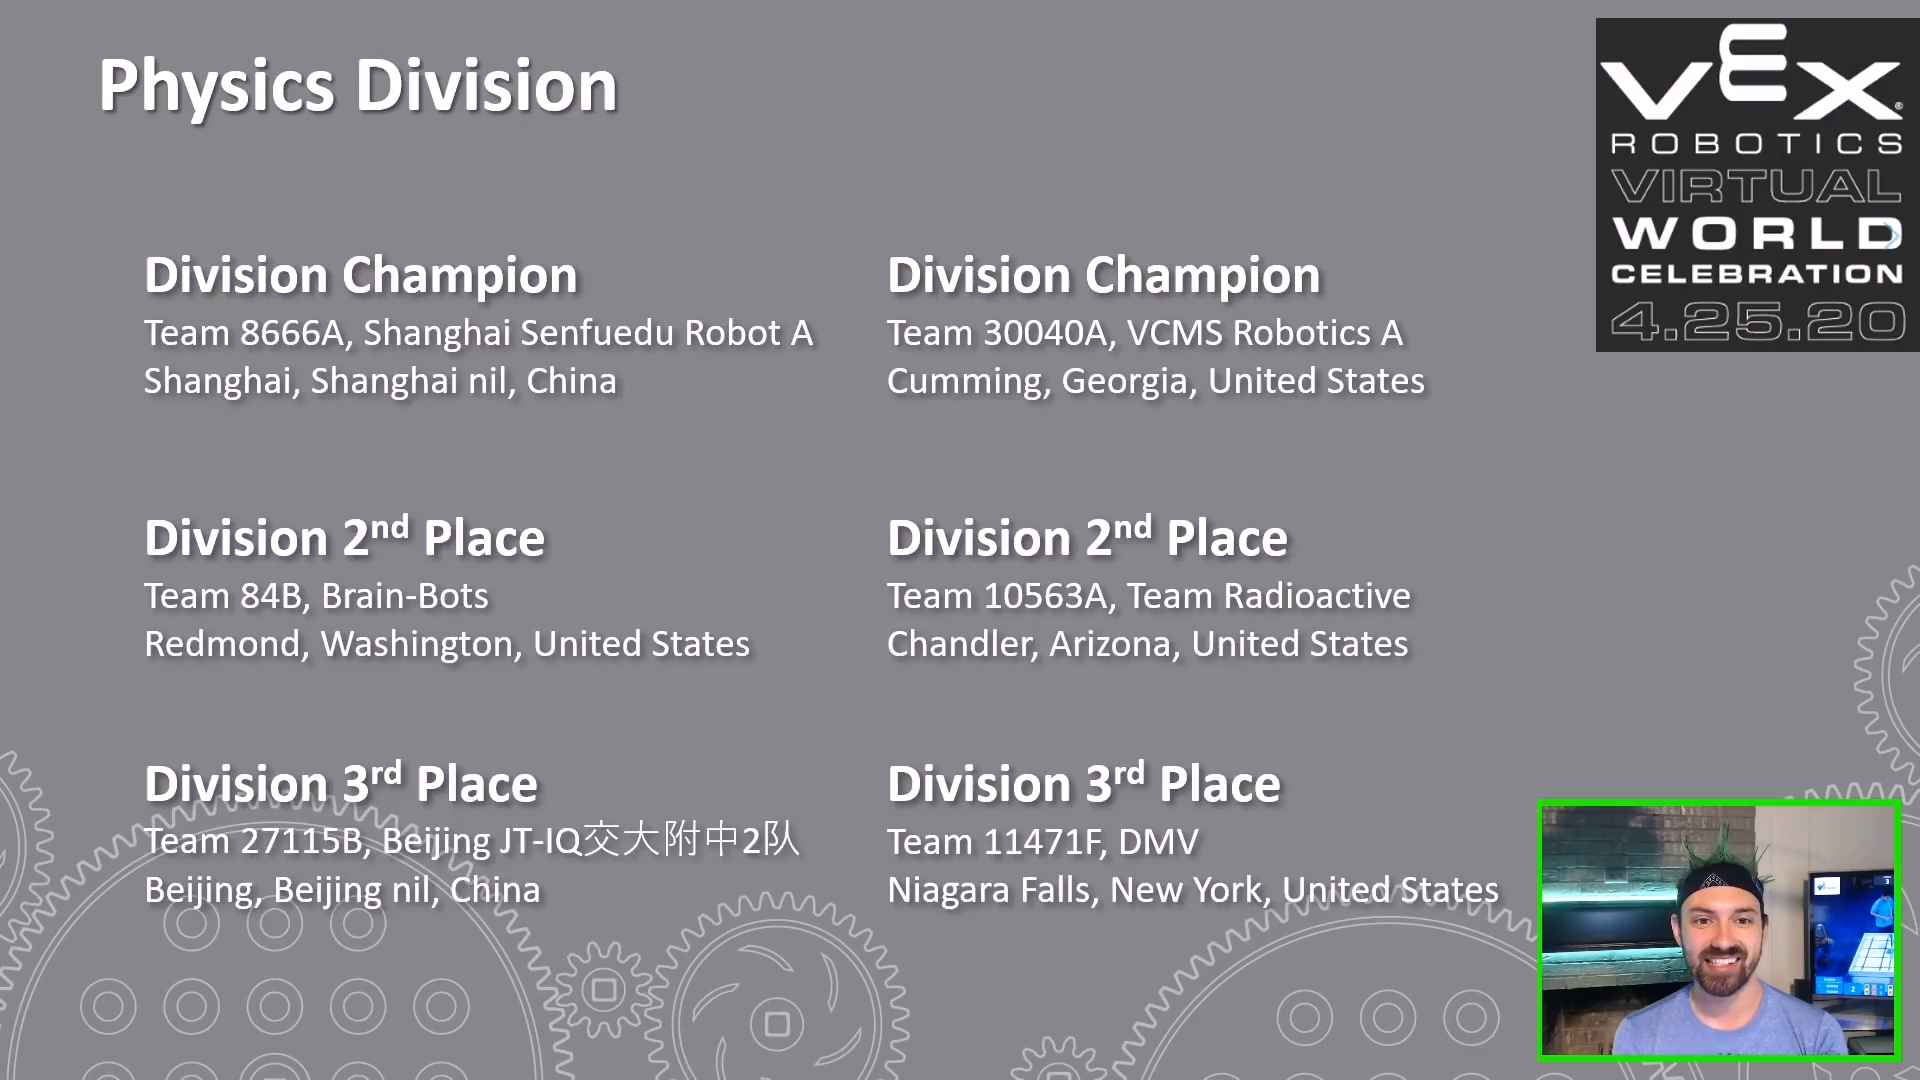 Physics Division
VEX
ROBOTICS
VIRTUAL
WORLD
CELEBRATION
4.25.20
Division Champion
Team 8666A, Shanghai Senfuedu Robot A
Shanghai, Shanghai nil, China
Division Champion
Team 30040A, VCMS Robotics A
Cumming, Georgia, United States
Division 2nd Place
Team 84B, Brain-Bots
Redmond, Washington, United States
Division 2nd Place
Team 10563A, Team Radioactive
Chandler, Arizona, United States
Division 3rd Place
Team 27115B, Beijing JT-IQ交大附中2队
Beijing, Beijing nil, China
Division 3rd Place
Team 11471F, DMV
Niagara Falls, New York, United States